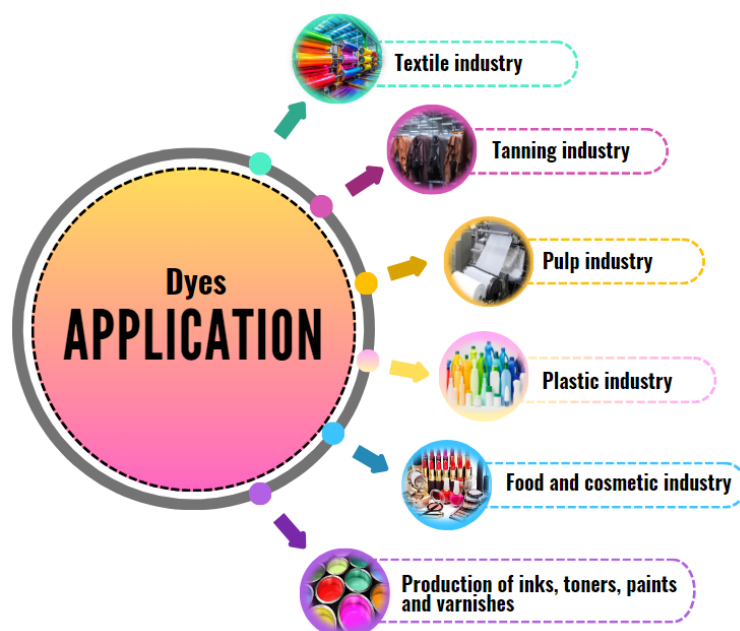 Dyes
APPLICATION
Textile industry
Tanning industry
Pulp industry
Plastic industry
Food and cosmetic industry
Production of inks, toners, paints
and varnishes